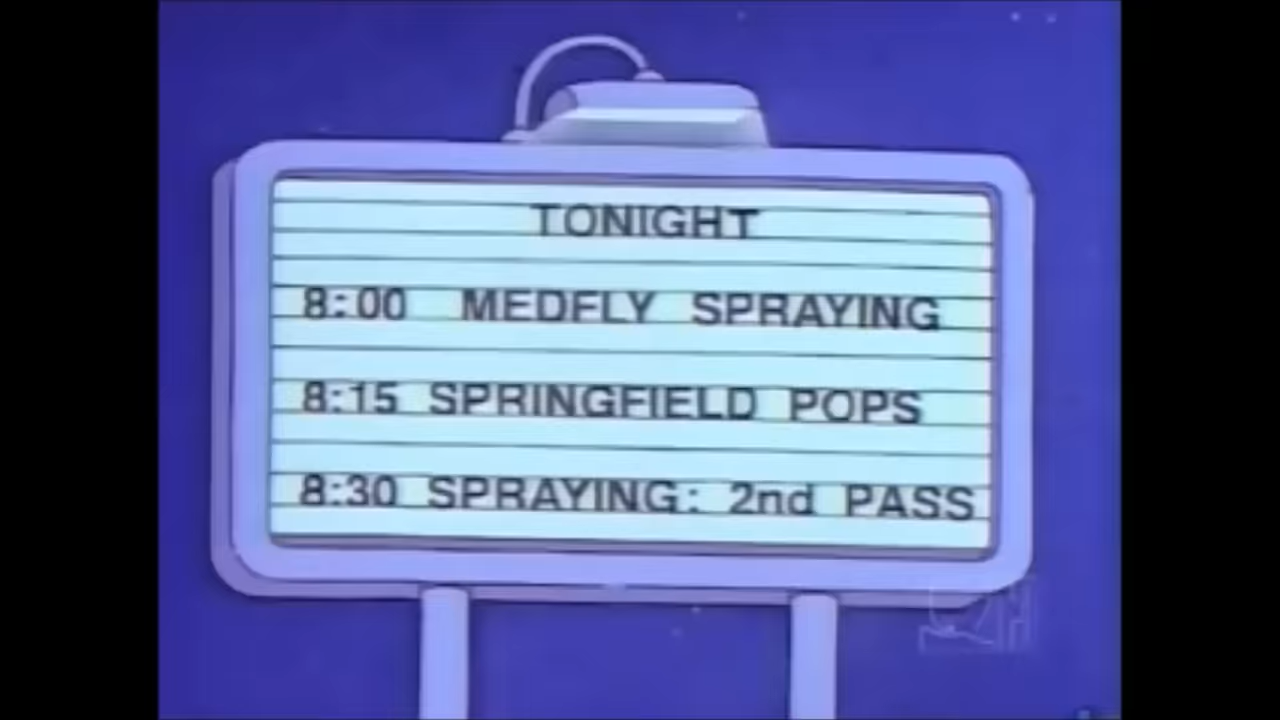 TONIGHT
8:00 MEDFLY SPRAYING
8:15 SPRINGFIELD POPS
8:30 SPRAYING: 2nd PASS